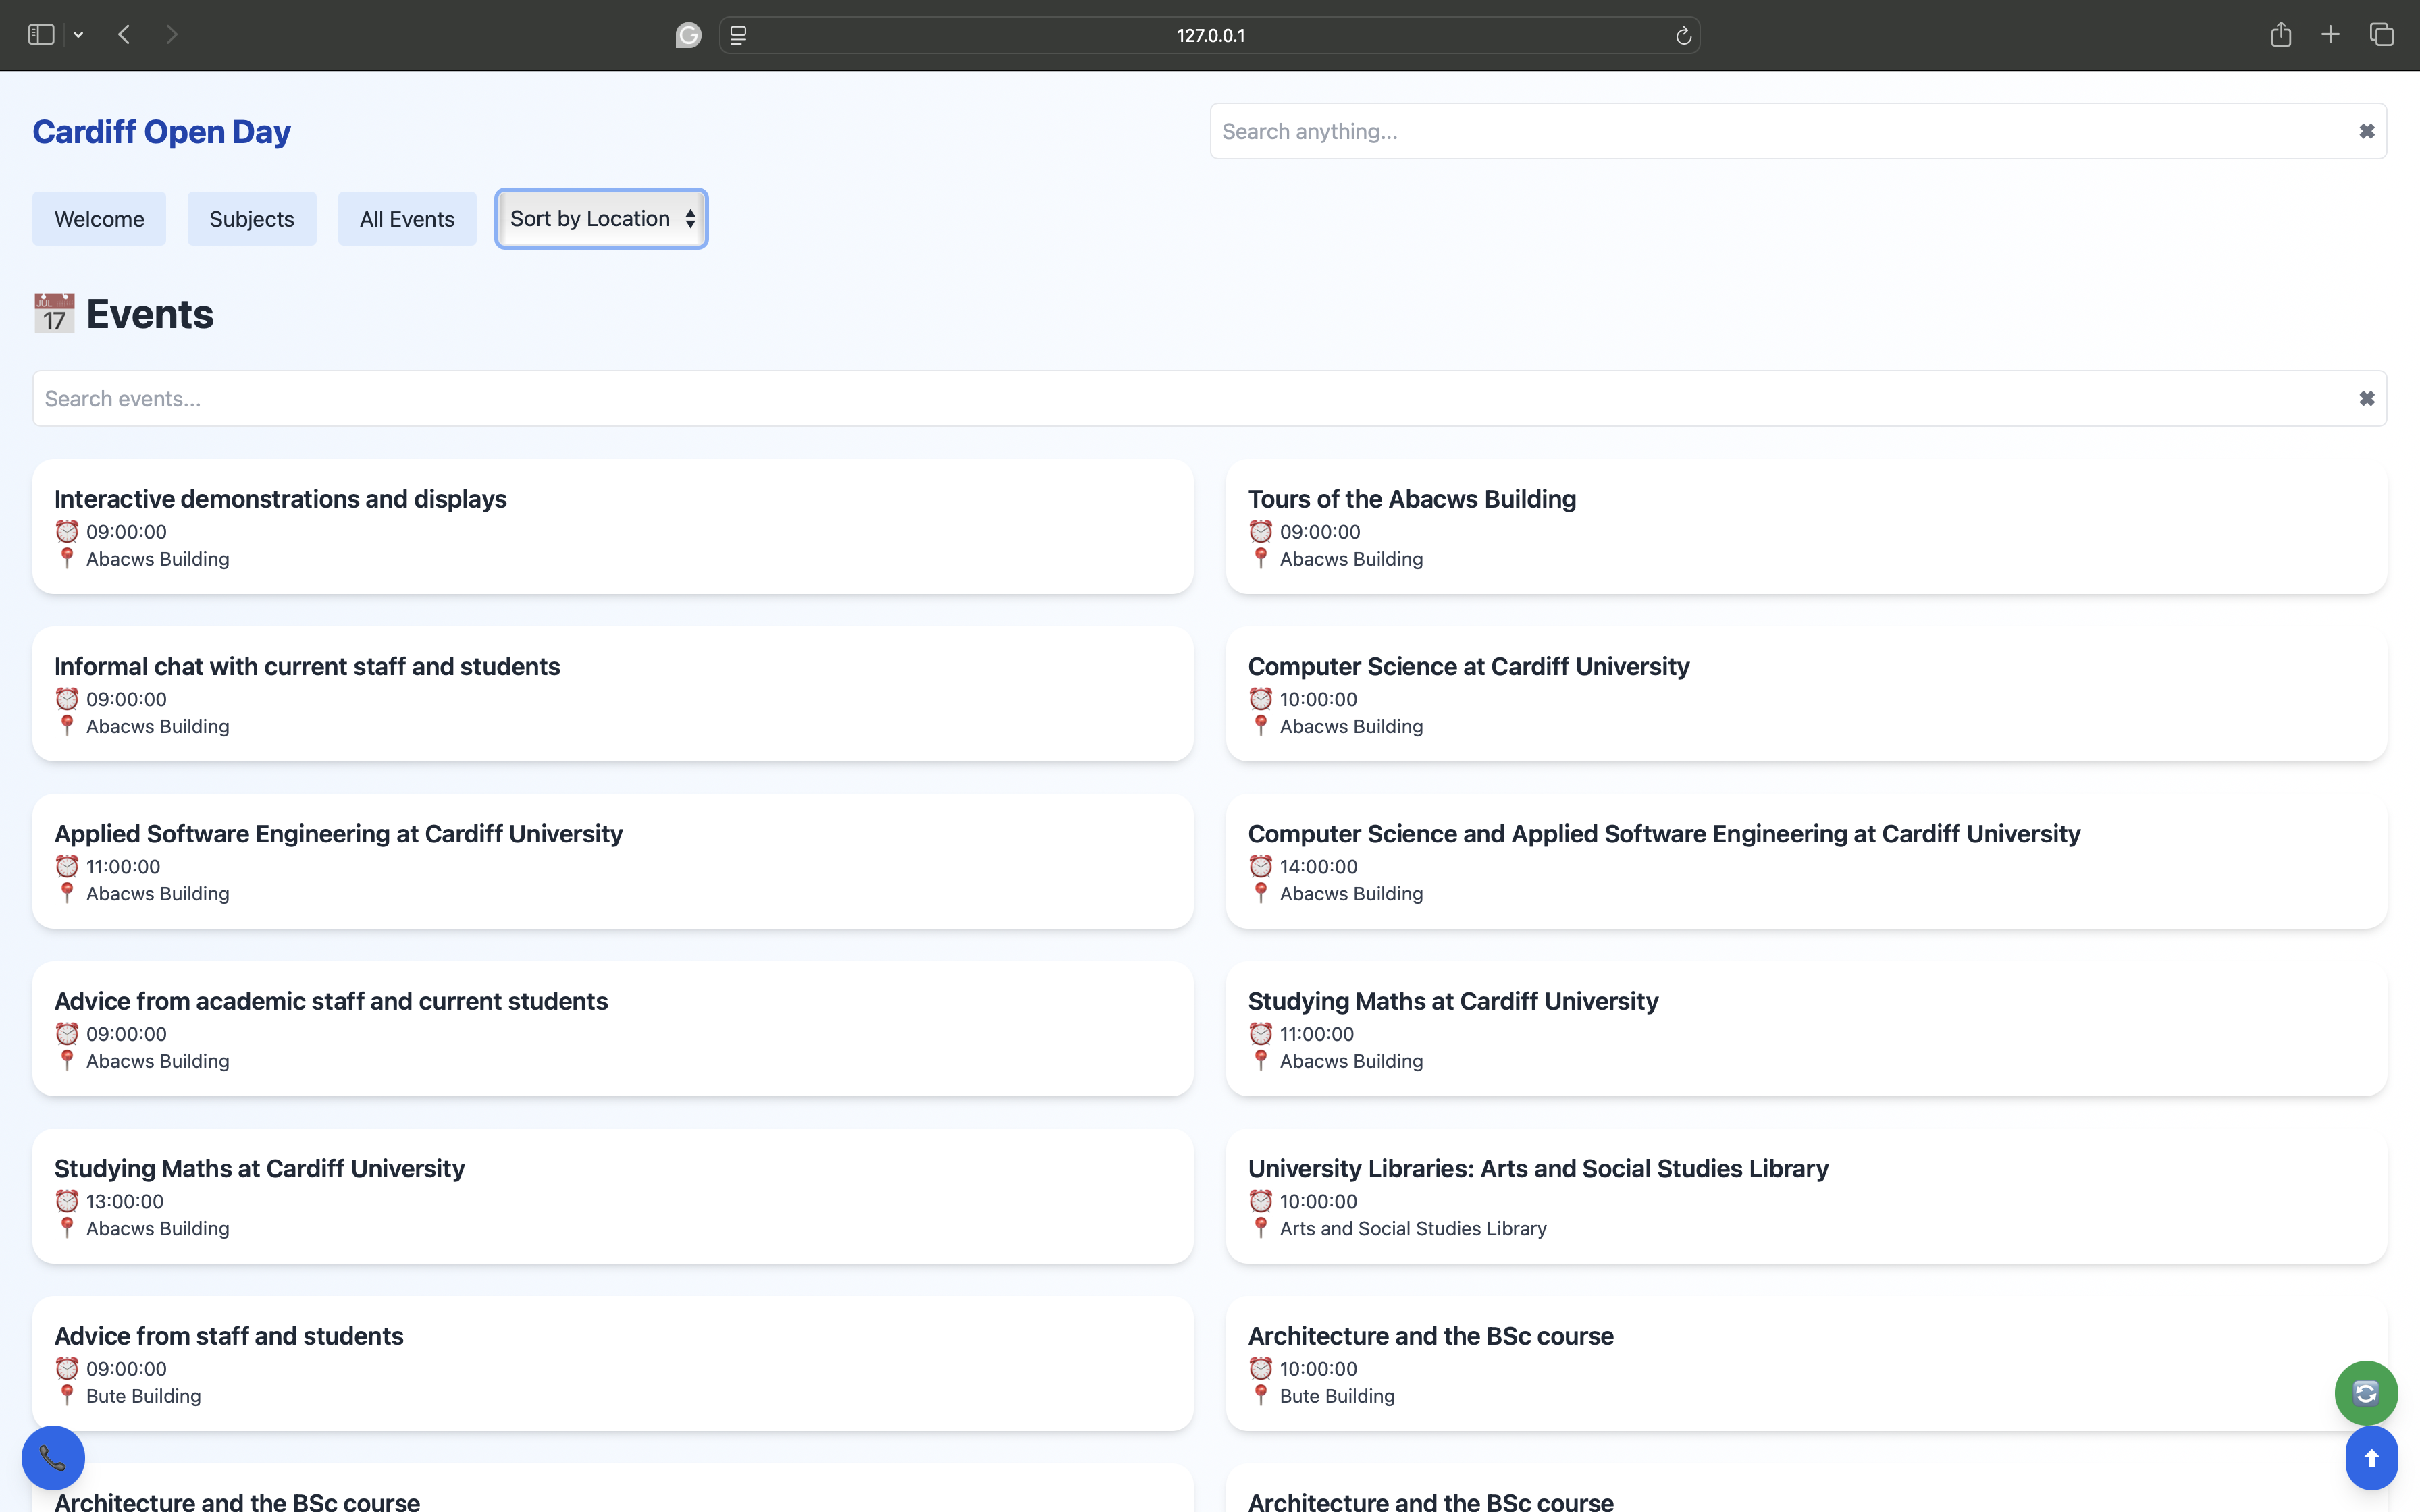 127.0.0.1
Cardiff Open Day
Search anything...
Welcome
Subjects
All Events
Sort by Location
JUL
17
Events
Search events...
Interactive demonstrations and displays
09:00:00
Abacws Building
Tours of the Abacws Building
09:00:00
Abacws Building
Informal chat with current staff and students
09:00:00
Abacws Building
Computer Science at Cardiff University
10:00:00
Abacws Building
Applied Software Engineering at Cardiff University
11:00:00
Abacws Building
Computer Science and Applied Software Engineering at Cardiff University
14:00:00
Abacws Building
Advice from academic staff and current students
09:00:00
Abacws Building
Studying Maths at Cardiff University
11:00:00
Abacws Building
Studying Maths at Cardiff University
13:00:00
Abacws Building
University Libraries: Arts and Social Studies Library
10:00:00
Arts and Social Studies Library
Advice from staff and students
09:00:00
Bute Building
Architecture and the BSc course
10:00:00
Bute Building
Architecture and the BSc course
Architecture and the BSc course